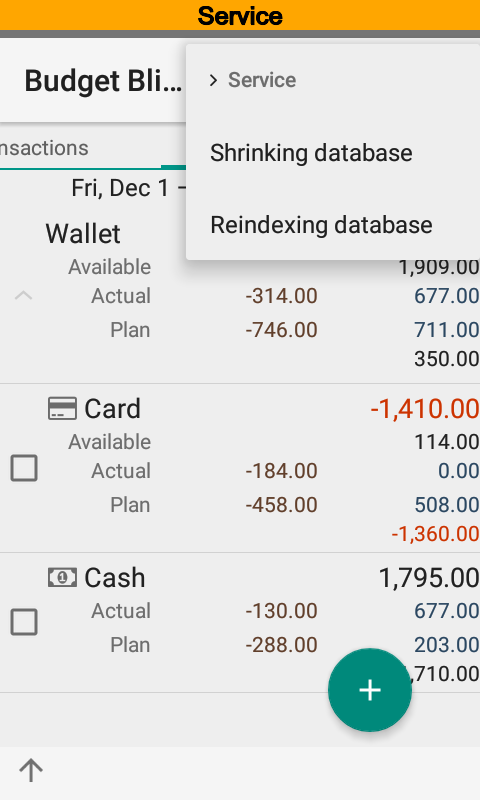 Service
Budget Bli...
Service
nsactions
Shrinking database
Fri, Dec 1 –
Reindexing database
Wallet
Available 1,909.00
Actual -314.00 677.00
Plan -746.00 711.00
350.00
Card -1,410.00
Available 114.00
Actual -184.00 0.00
Plan -458.00 508.00
-1,360.00
Cash 1,795.00
Actual -130.00 677.00
Plan -288.00 203.00
,710.00